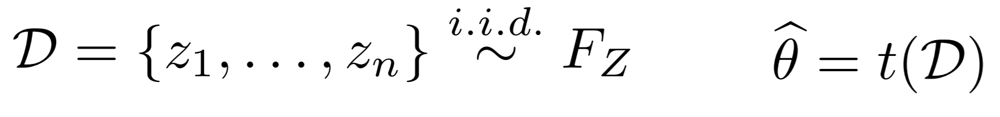 𝒟 = {z₁, . . . , zₙ} i.i.d. ∼ F_Z    θ̂ = t(𝒟)